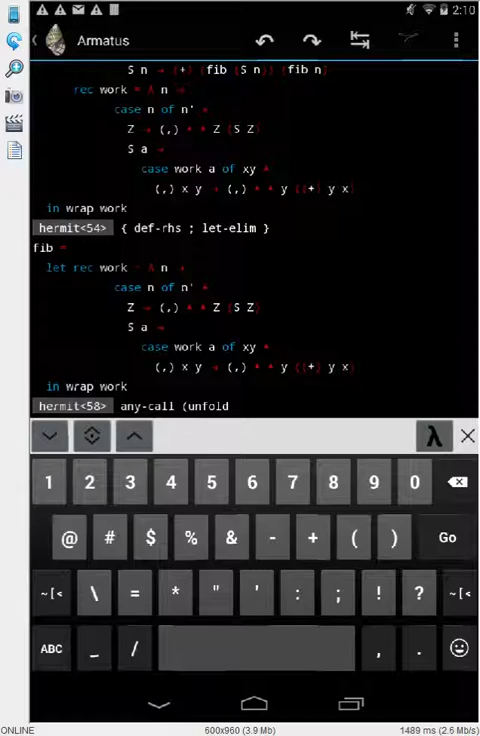 2:10
Armatus
S n → (+) (fib (S n)) (fib n)
rec work = λ n →
case n of n' *
Z → (,) * * Z (S Z)
S a →
case work a of xy *
(,) x y → (,) * * y ((+) y x)
in wrap work
hermit<54> { def-rhs ; let-elim }
fib =
let rec work = λ n →
case n of n' *
Z → (,) * * Z (S Z)
S a →
case work a of xy *
(,) x y → (,) * * y ((+) y x)
in wrap work
hermit<58> any-call (unfold
λ
1 2 3 4 5 6 7 8 9 0
@ # $ % & - + ( ) Go
~[< \ = * " ' : ; ! ? ~[<
ABC _ / , .
ONLINE 600x960 (3.9 Mb) 1489 ms (2.6 Mb/s)